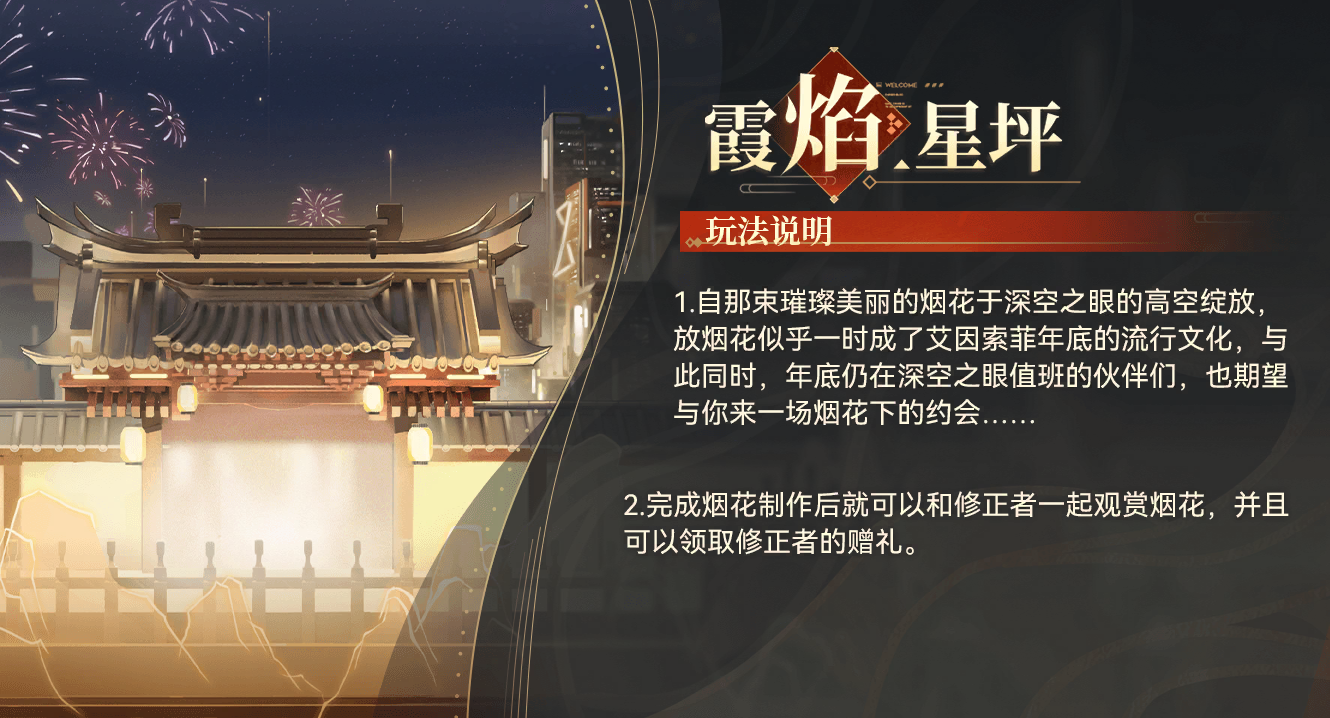 霞焰.星坪
WELCOME ###
玩法说明
1.自那束璀璨美丽的烟花于深空之眼的高空绽放，
放烟花似乎一时成了艾因索菲年底的流行文化，与
此同时，年底仍在深空之眼值班的伙伴们，也期望
与你来一场烟花下的约会……
2.完成烟花制作后就可以和修正者一起观赏烟花，并且
可以领取修正者的赠礼。